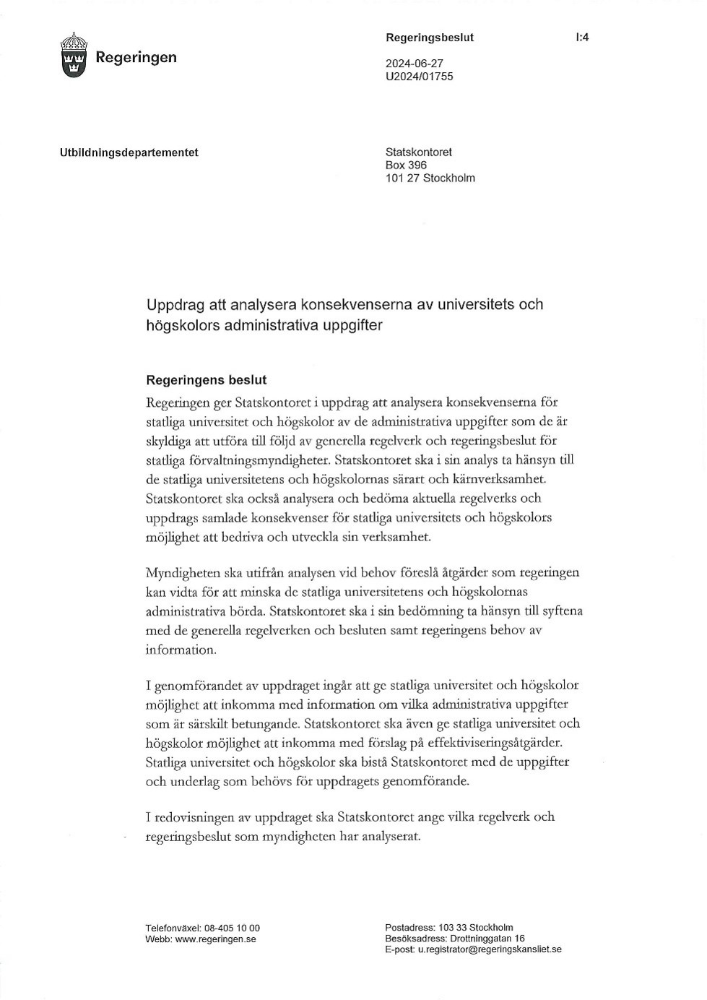 Regeringen
Regeringsbeslut I:4
2024-06-27
U2024/01755
Utbildningsdepartementet
Statskontoret
Box 396
101 27 Stockholm
Uppdrag att analysera konsekvenserna av universitets och
högskolors administrativa uppgifter
Regeringens beslut
Regeringen ger Statskontoret i uppdrag att analysera konsekvenserna för
statliga universitet och högskolor av de administrativa uppgifter som de är
skyldiga att utföra till följd av generella regelverk och regeringsbeslut för
statliga förvaltningsmyndigheter. Statskontoret ska i sin analys ta hänsyn till
de statliga universitetens och högskolornas särart och kärnverksamhet.
Statskontoret ska också analysera och bedöma aktuella regelverks och
uppdrags samlade konsekvenser för statliga universitets och högskolors
möjlighet att bedriva och utveckla sin verksamhet.
Myndigheten ska utifrån analysen vid behov föreslå åtgärder som regeringen
kan vidta för att minska de statliga universitetens och högskolornas
administrativa börda. Statskontoret ska i sin bedömning ta hänsyn till syftena
med de generella regelverken och besluten samt regeringens behov av
information.
I genomförandet av uppdraget ingår att ge statliga universitet och högskolor
möjlighet att inkomma med information om vilka administrativa uppgifter
som är särskilt betungande. Statskontoret ska även ge statliga universitet och
högskolor möjlighet att inkomma med förslag på effektiviseringsåtgärder.
Statliga universitet och högskolor ska bistå Statskontoret med de uppgifter
och underlag som behövs för uppdragets genomförande.
I redovisningen av uppdraget ska Statskontoret ange vilka regelverk och
regeringsbeslut som myndigheten har analyserat.
Telefonväxel: 08-405 10 00
Webb: www.regeringen.se
Postadress: 103 33 Stockholm
Besöksadress: Drottninggatan 16
E-post: u.registrator@regeringskansliet.se